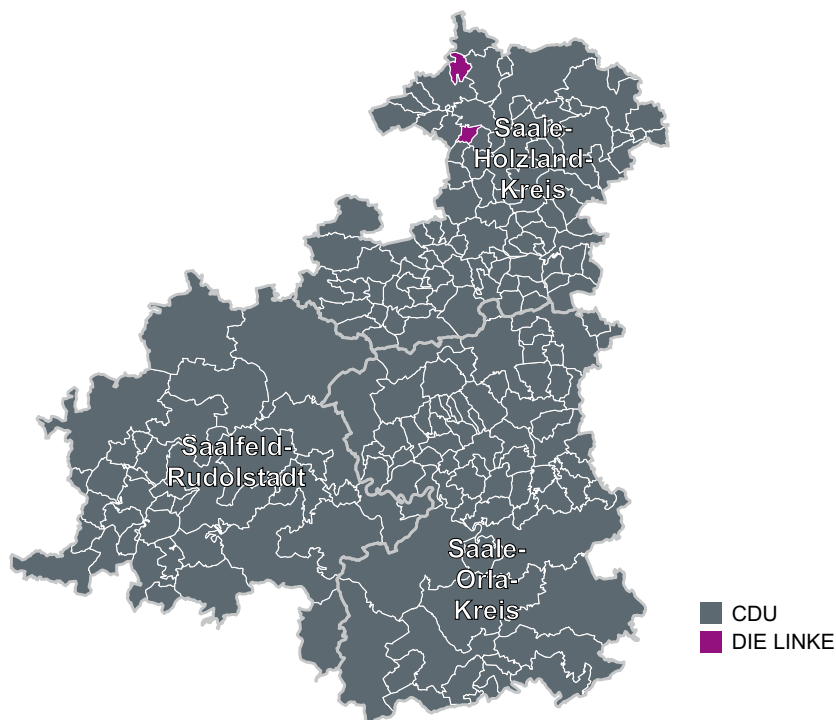 Saale-
Holzland-
Kreis
Saalfeld-
Rudolstadt
Saale-
Orla-
Kreis
CDU
DIE LINKE